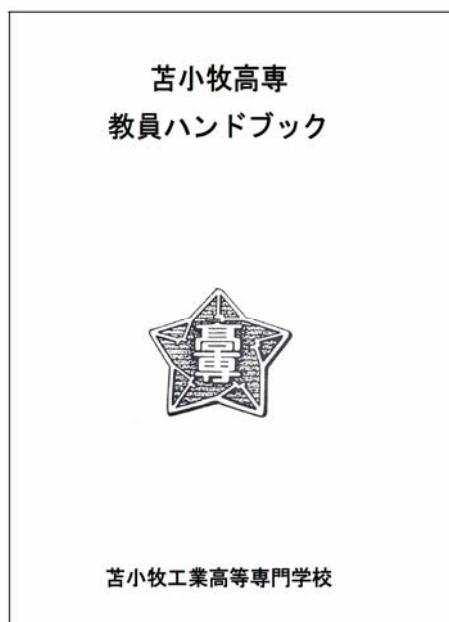 苫小牧高専
教員ハンドブック
高専
苫小牧工業高等専門学校